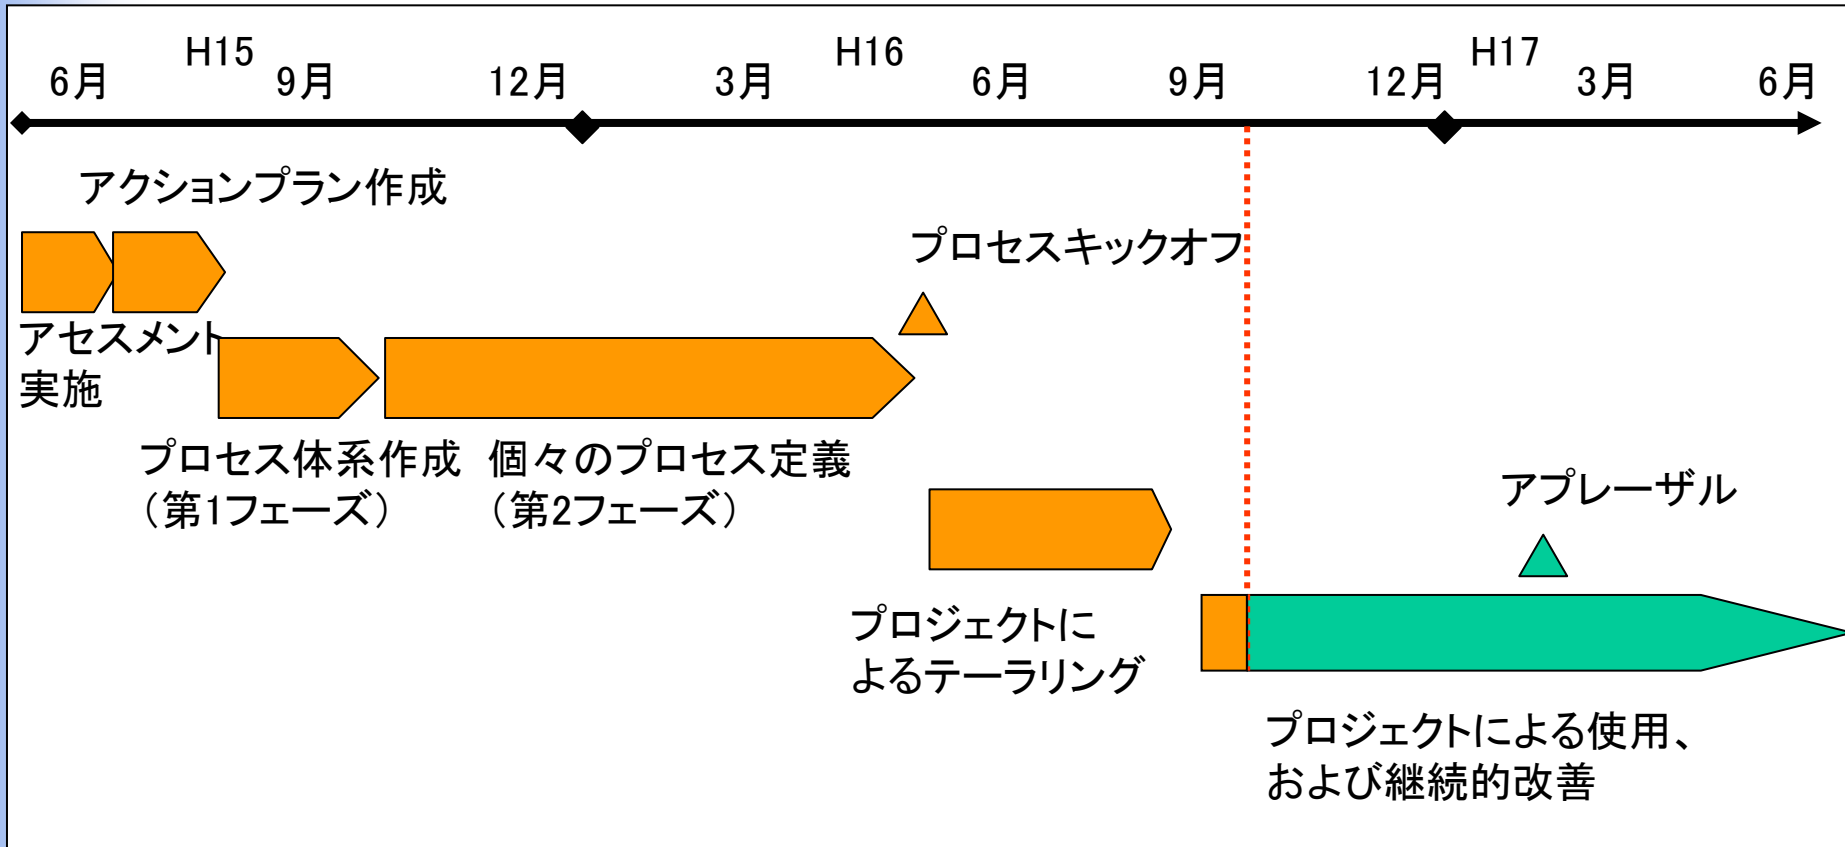 H15
H16
H17
6月
9月
12月
3月
6月
9月
12月
3月
6月
アクションプラン作成
プロセスキックオフ
アセスメント
実施
プロセス体系作成
（第1フェーズ）
個々のプロセス定義
（第2フェーズ）
アプレーザル
プロジェクトに
よるテーラリング
プロジェクトによる使用、
および継続的改善